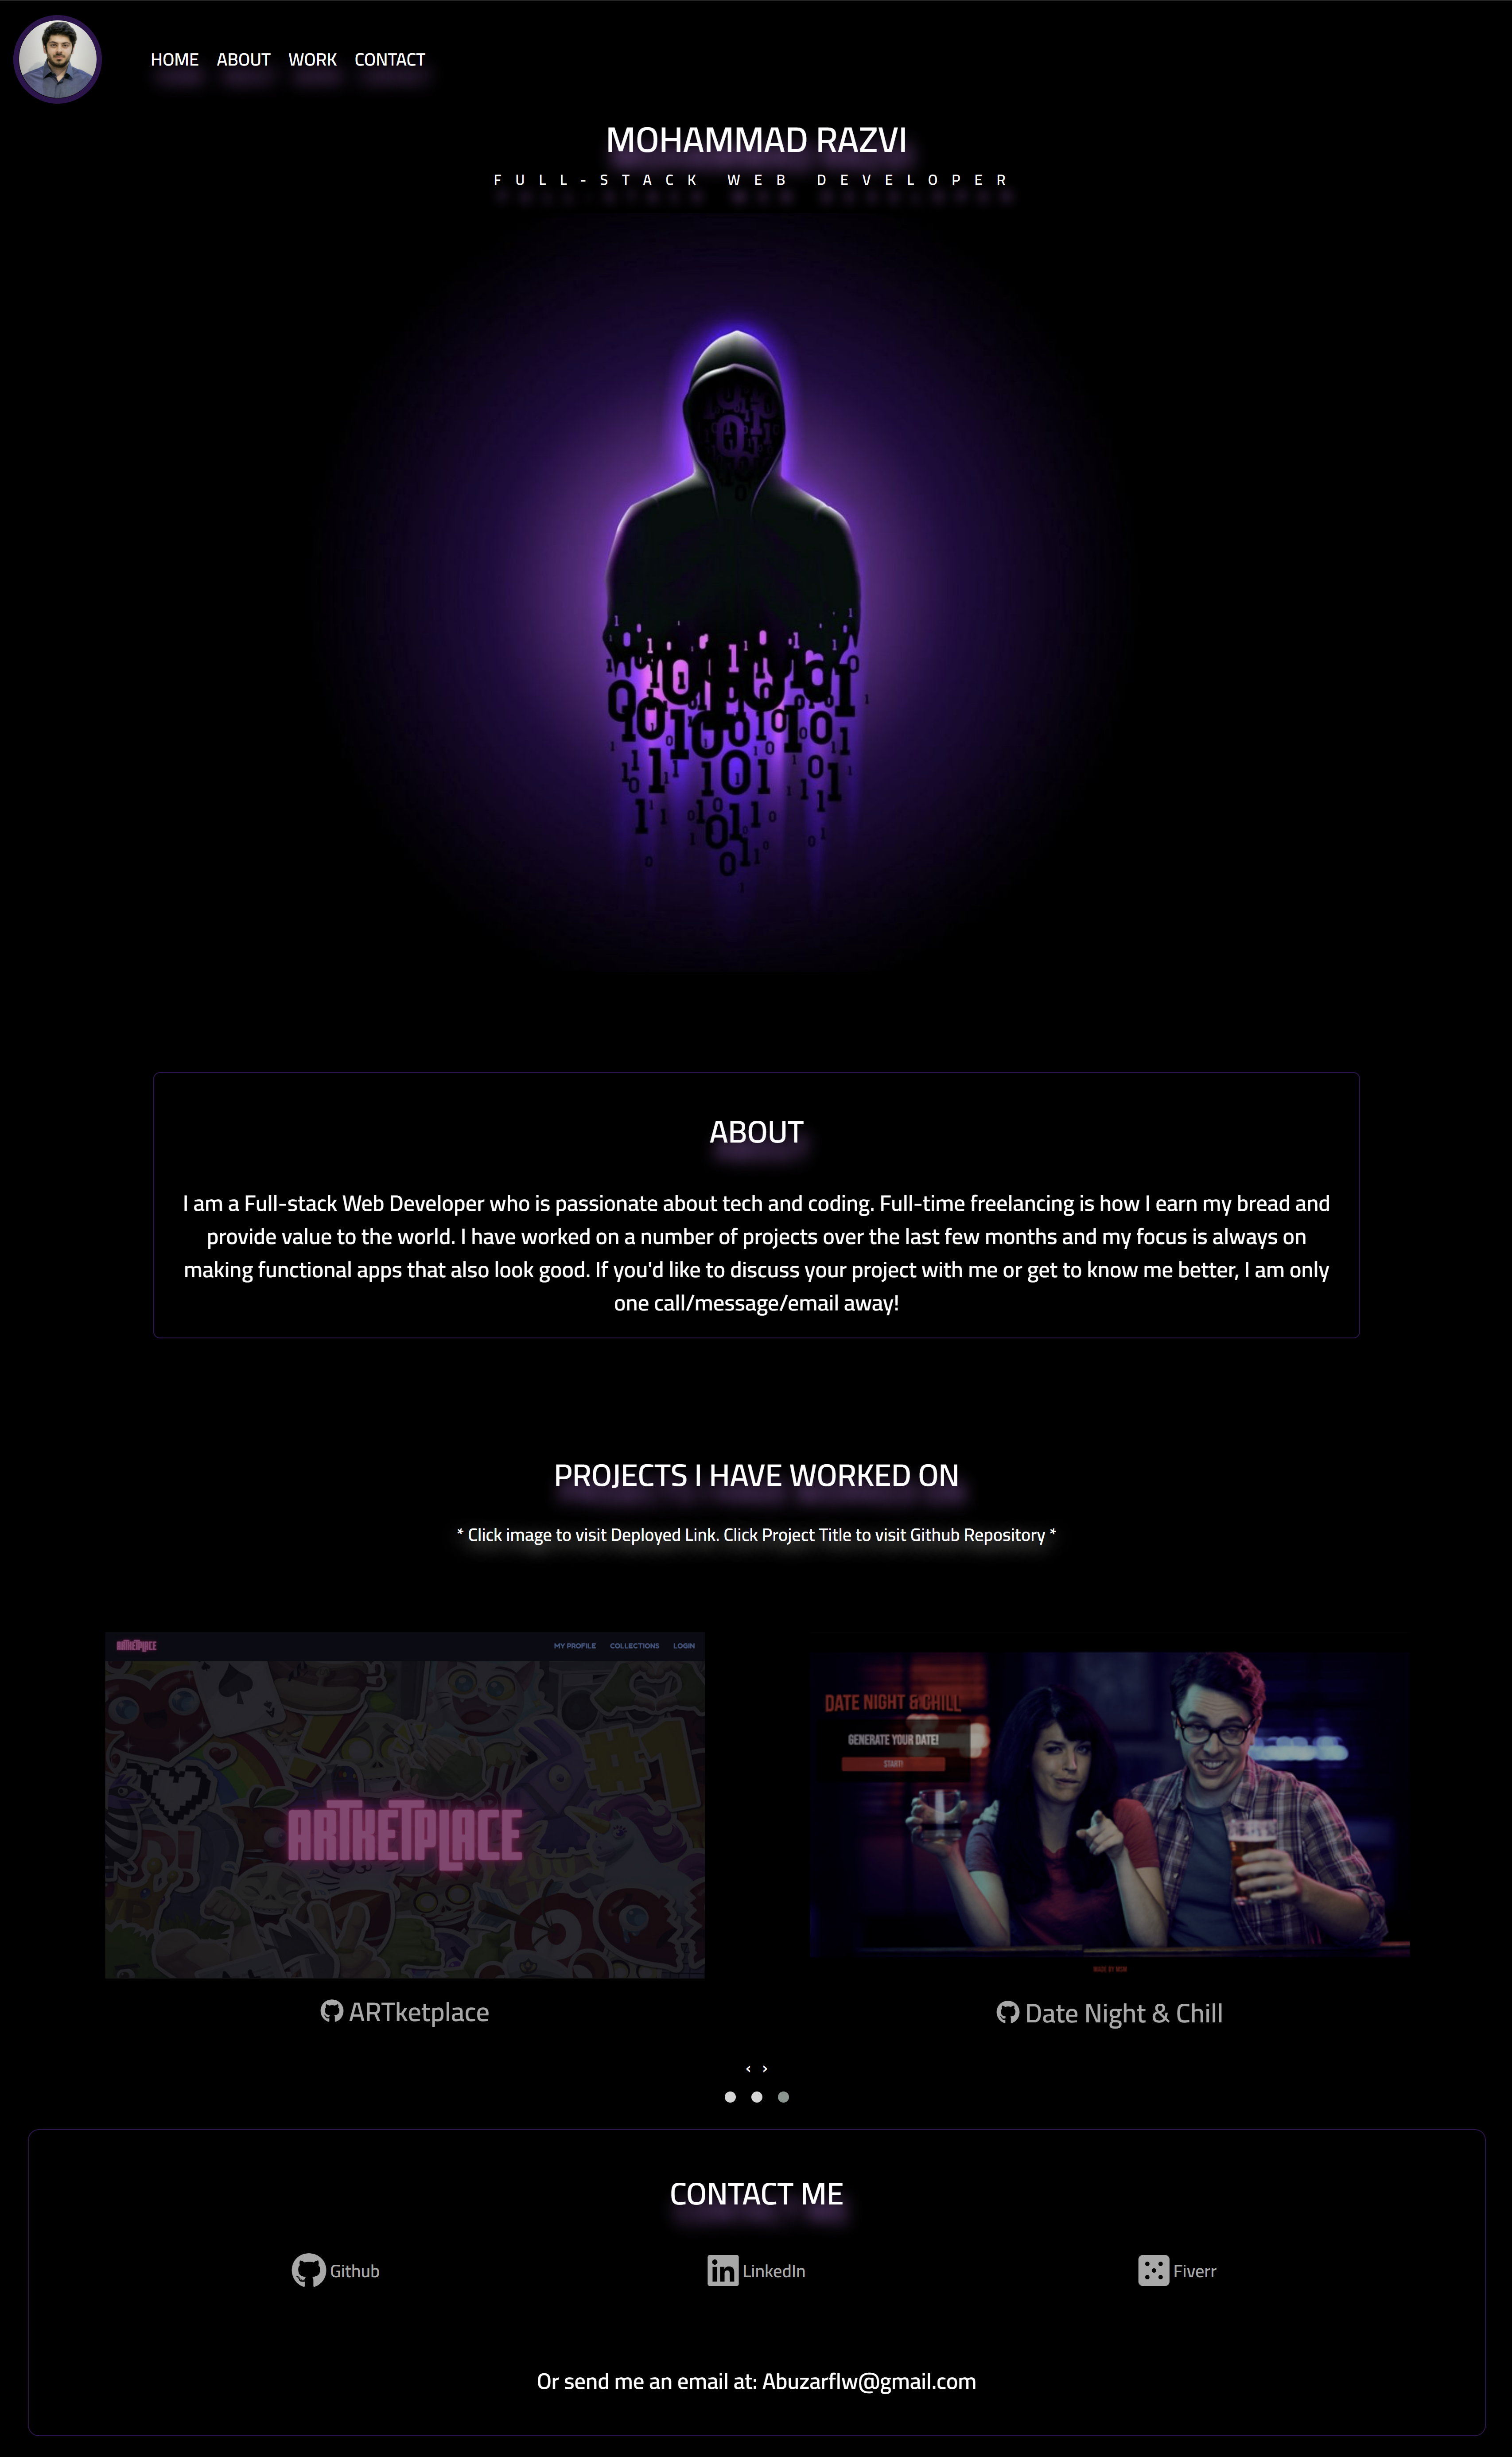 HOME ABOUT WORK CONTACT
MOHAMMAD RAZVI
FULL-STACK WEB DEVELOPER
ABOUT
I am a Full-stack Web Developer who is passionate about tech and coding. Full-time freelancing is how I earn my bread and
provide value to the world. I have worked on a number of projects over the last few months and my focus is always on
making functional apps that also look good. If you'd like to discuss your project with me or get to know me better, I am only
one call/message/email away!
PROJECTS I HAVE WORKED ON
* Click image to visit Deployed Link. Click Project Title to visit Github Repository *
ARTKETPLACE
MY PROFILE COLLECTIONS LOGIN
#1
ARTKETPLACE
DATE NIGHT & CHILL
GENERATE YOUR DATE!
START!
ARTketplace
Date Night & Chill
‹ ›
CONTACT ME
Github
in LinkedIn
Fiverr
Or send me an email at: Abuzarflw@gmail.com